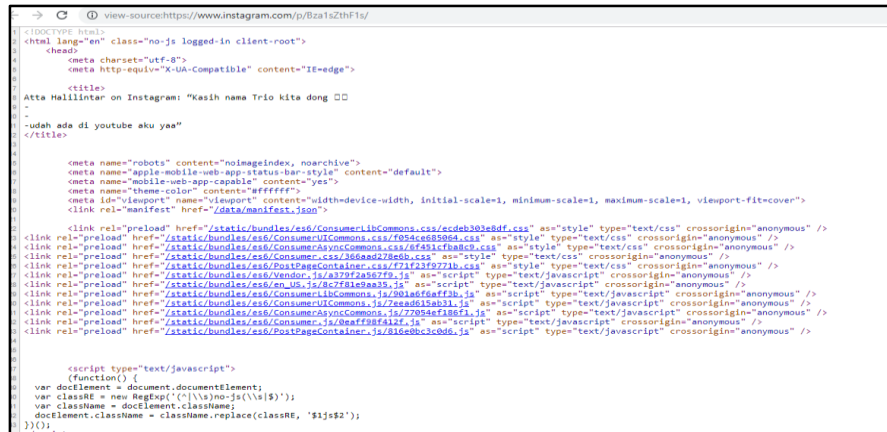 view-source:https://www.instagram.com/p/Bza1sZthF1s/
<!DOCTYPE html>
<html lang="en" class="no-js logged-in client-root">
<head>
<meta charset="utf-8">
<meta http-equiv="X-UA-Compatible" content="IE=edge">
<title>
Atta Halilintar on Instagram: “Kasih nama Trio kita dong □□
-
-
-udah ada di youtube aku yaa”
</title>
<meta name="robots" content="noimageindex, noarchive">
<meta name="apple-mobile-web-app-status-bar-style" content="default">
<meta name="mobile-web-app-capable" content="yes">
<meta name="theme-color" content="#ffffff">
<meta id="viewport" name="viewport" content="width=device-width, initial-scale=1, minimum-scale=1, maximum-scale=1, viewport-fit=cover">
<link rel="manifest" href="/data/manifest.json">
<link rel="preload" href="/static/bundles/es6/ConsumerLibCommons.css/ecdeb303e8df.css" as="style" type="text/css" crossorigin="anonymous" />
<link rel="preload" href="/static/bundles/es6/ConsumerUICommons.css/f054ce685064.css" as="style" type="text/css" crossorigin="anonymous" />
<link rel="preload" href="/static/bundles/es6/ConsumerAsyncCommons.css/6f451cfba8c9.css" as="style" type="text/css" crossorigin="anonymous" />
<link rel="preload" href="/static/bundles/es6/Consumer.css/366aad278e6b.css" as="style" type="text/css" crossorigin="anonymous" />
<link rel="preload" href="/static/bundles/es6/PostPageContainer.css/f71f23f9771b.css" as="style" type="text/css" crossorigin="anonymous" />
<link rel="preload" href="/static/bundles/es6/Vendor.js/a379f2a567f9.js" as="script" type="text/javascript" crossorigin="anonymous" />
<link rel="preload" href="/static/bundles/es6/en_US.js/8c7f81e9aa35.js" as="script" type="text/javascript" crossorigin="anonymous" />
<link rel="preload" href="/static/bundles/es6/ConsumerLibCommons.js/901a6f6aff3b.js" as="script" type="text/javascript" crossorigin="anonymous" />
<link rel="preload" href="/static/bundles/es6/ConsumerUICommons.js/7eead615ab31.js" as="script" type="text/javascript" crossorigin="anonymous" />
<link rel="preload" href="/static/bundles/es6/ConsumerAsyncCommons.js/77054ef186f1.js" as="script" type="text/javascript" crossorigin="anonymous" />
<link rel="preload" href="/static/bundles/es6/Consumer.js/0eaff98f412f.js" as="script" type="text/javascript" crossorigin="anonymous" />
<link rel="preload" href="/static/bundles/es6/PostPageContainer.js/816e0bc3c0d6.js" as="script" type="text/javascript" crossorigin="anonymous" />
<script type="text/javascript">
(function() {
var docElement = document.documentElement;
var classRE = new RegExp('(^|\\s)no-js(\\s|$)');
var className = docElement.className;
docElement.className = className.replace(classRE, '$1js$2');
})();